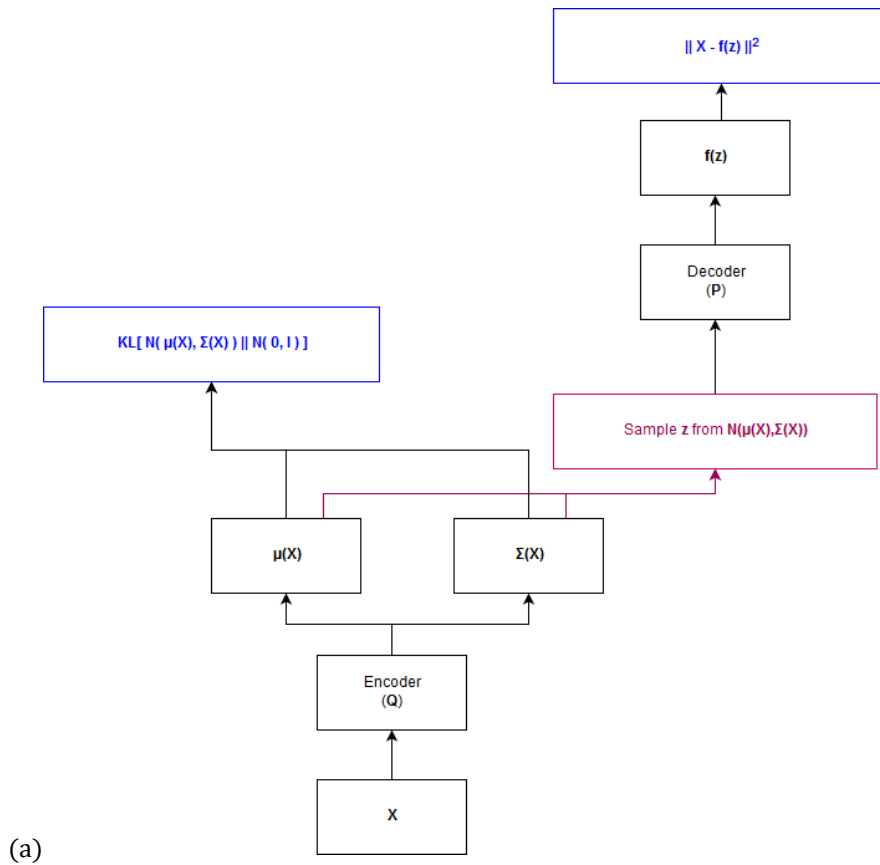 || X - f(z) ||²
f(z)
Decoder
(P)
KL[ N( μ(X), Σ(X) ) || N( 0, I ) ]
Sample z from N(μ(X),Σ(X))
μ(X)
Σ(X)
Encoder
(Q)
X
(a)